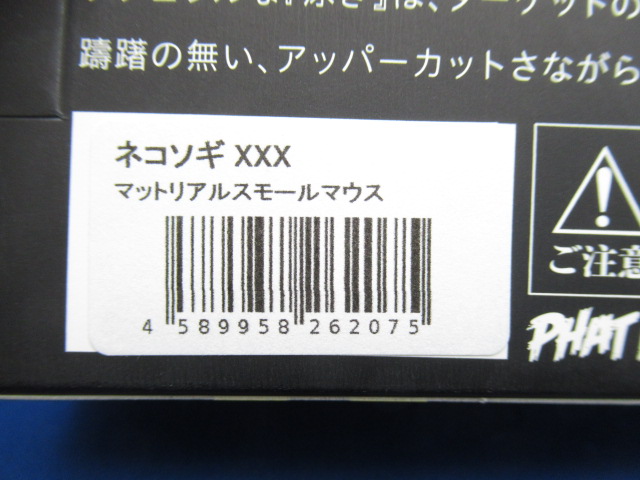 躊躇の無い、アッパーカットさながら
ネコソギ XXX
マットリアルスモールマウス
4 589958 262075
ご注意
PHAT